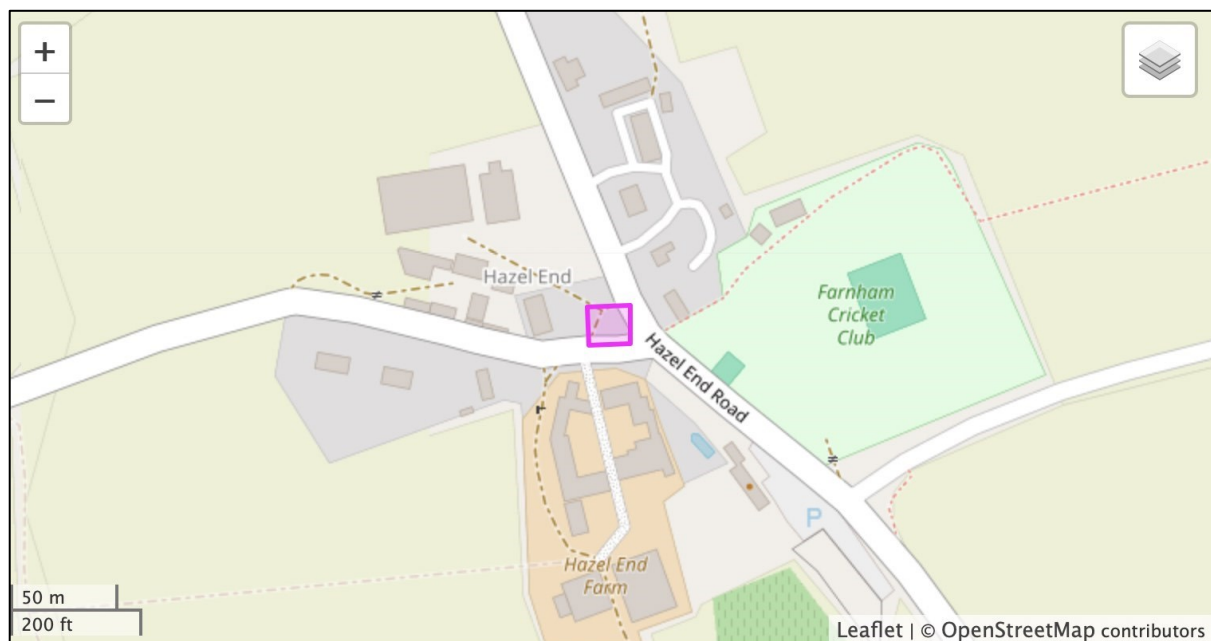 +
−
Hazel End
Farnham
Cricket
Club
Hazel End Road
P
Hazel End
Farm
50 m
200 ft
Leaflet | © OpenStreetMap contributors